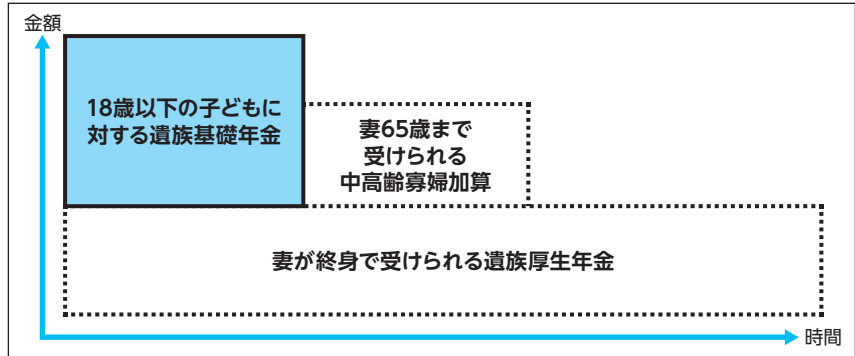 金額
18歳以下の子どもに
対する遺族基礎年金
妻65歳まで
受けられる
中高齢寡婦加算
妻が終身で受けられる遺族厚生年金
時間